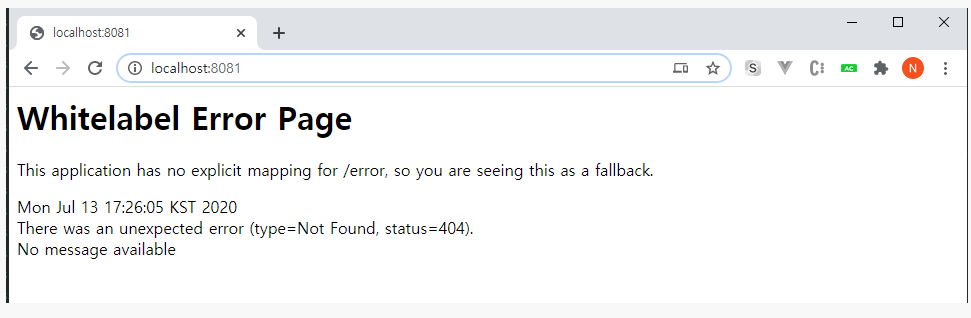 localhost:8081
localhost:8081
S
AC
N
Whitelabel Error Page
This application has no explicit mapping for /error, so you are seeing this as a fallback.
Mon Jul 13 17:26:05 KST 2020
There was an unexpected error (type=Not Found, status=404).
No message available